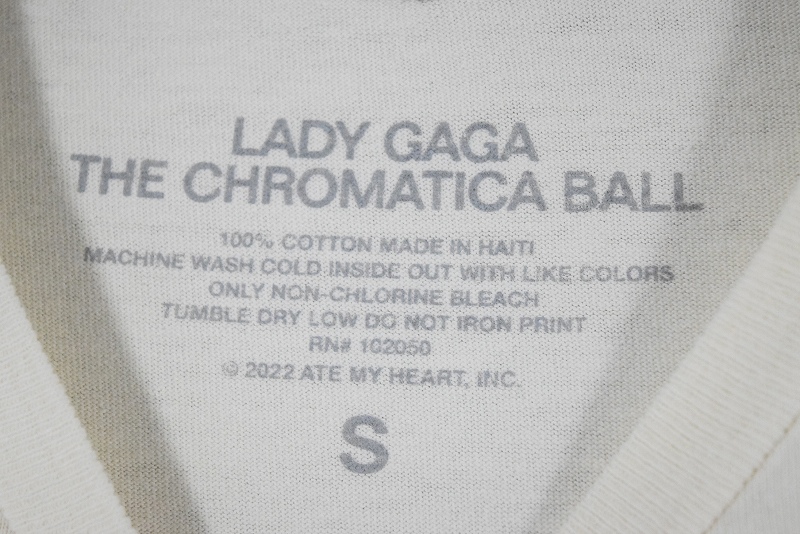 LADY GAGA
THE CHROMATICA BALL
100% COTTON MADE IN HAITI
MACHINE WASH COLD INSIDE OUT WITH LIKE COLORS
ONLY NON-CHLORINE BLEACH
TUMBLE DRY LOW DO NOT IRON PRINT
RN# 102050
© 2022 ATE MY HEART, INC.
S